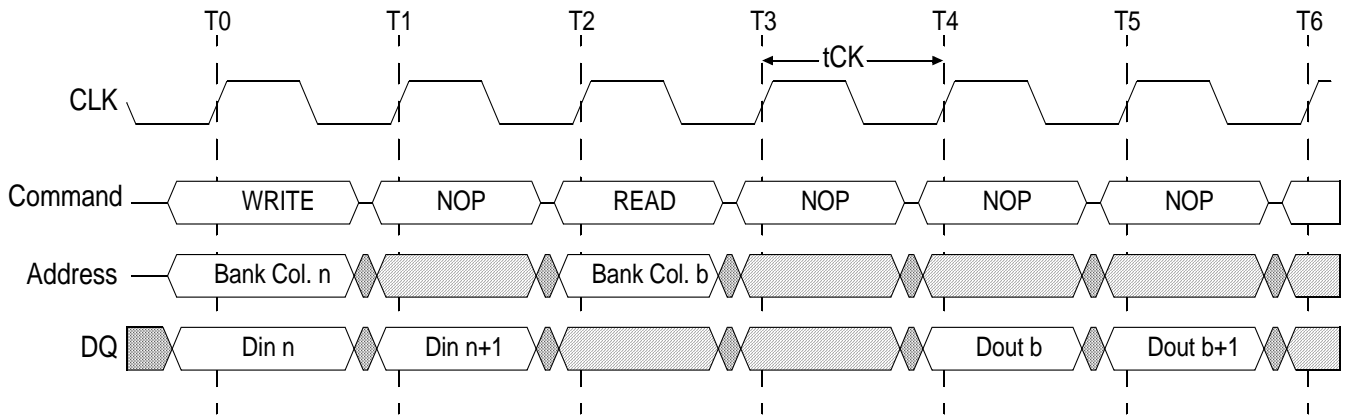 T0 T1 T2 T3 T4 T5 T6
tCK
CLK
Command WRITE NOP READ NOP NOP NOP
Address Bank Col. n Bank Col. b
DQ Din n Din n+1 Dout b Dout b+1